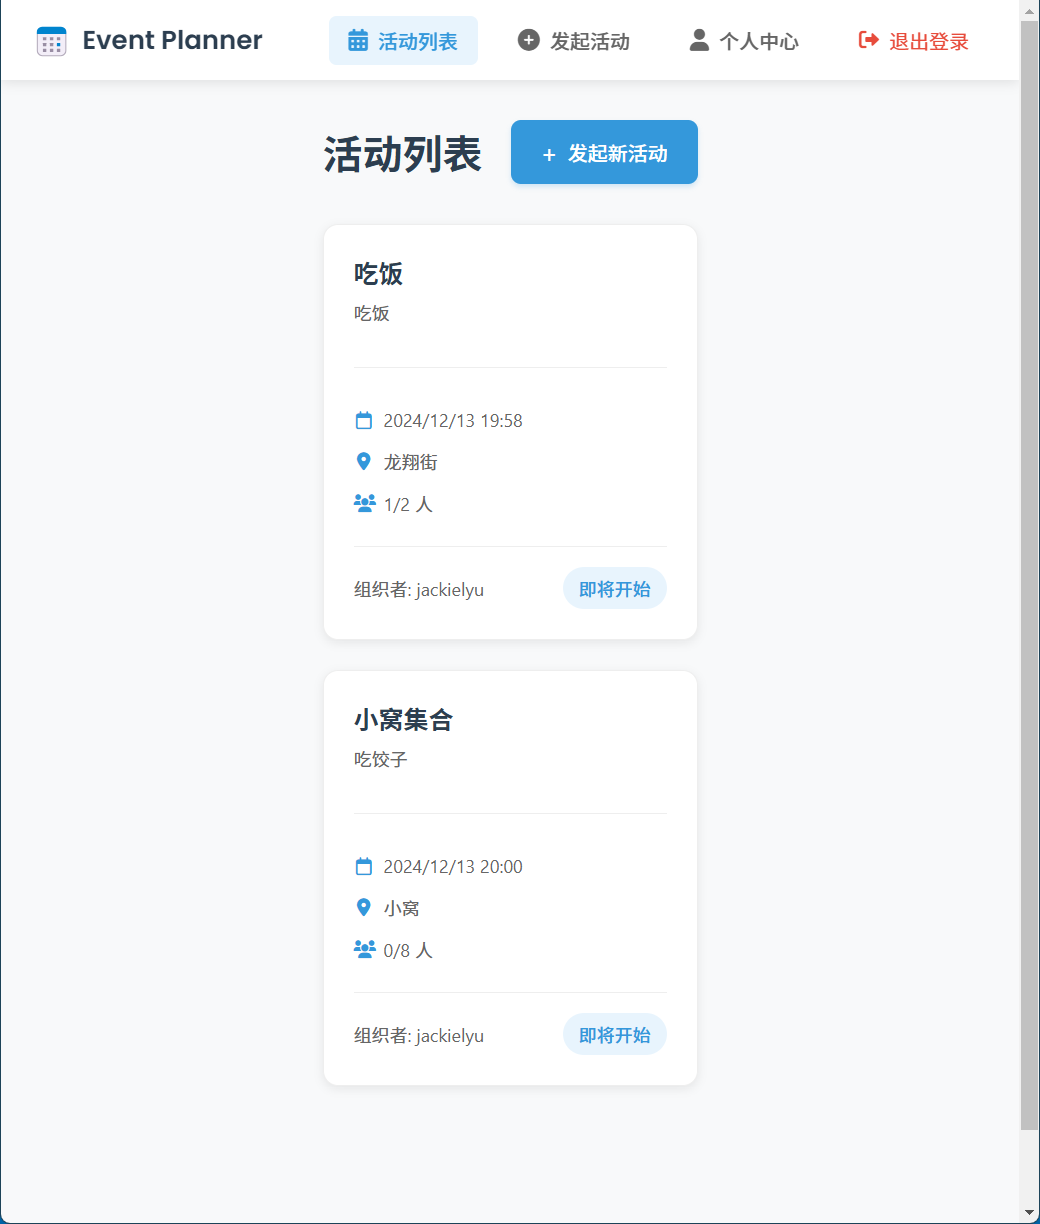 Event Planner 活动列表 发起活动 个人中心 退出登录
活动列表 + 发起新活动
吃饭
吃饭
2024/12/13 19:58
龙翔街
1/2 人
组织者: jackielyu 即将开始
小窝集合
吃饺子
2024/12/13 20:00
小窝
0/8 人
组织者: jackielyu 即将开始